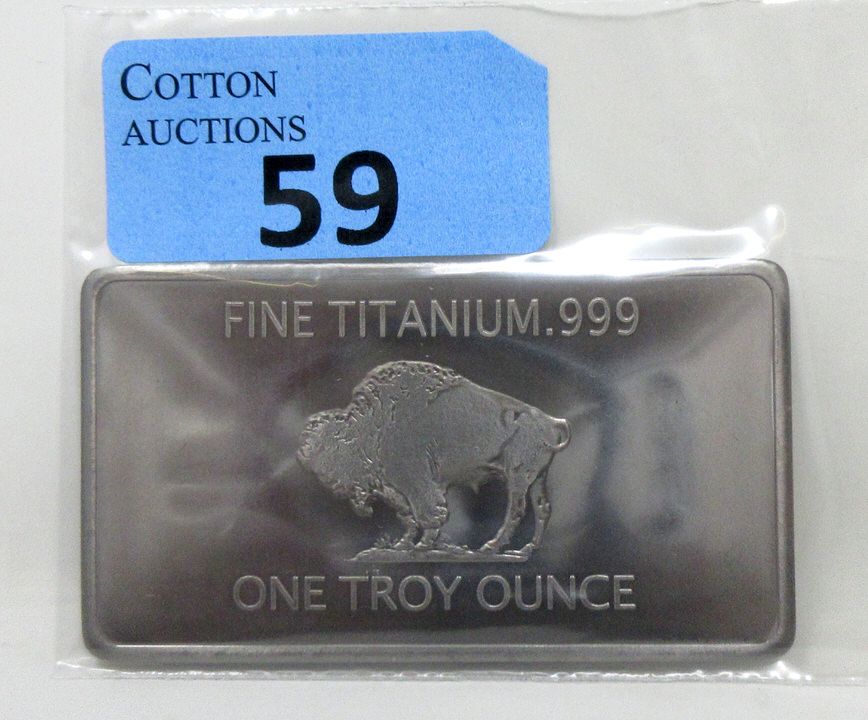 COTTON
AUCTIONS
59
FINE TITANIUM.999
ONE TROY OUNCE